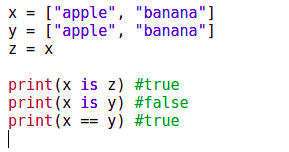 x = ["apple", "banana"]
y = ["apple", "banana"]
z = x
print(x is z) #true
print(x is y) #false
print(x == y) #true